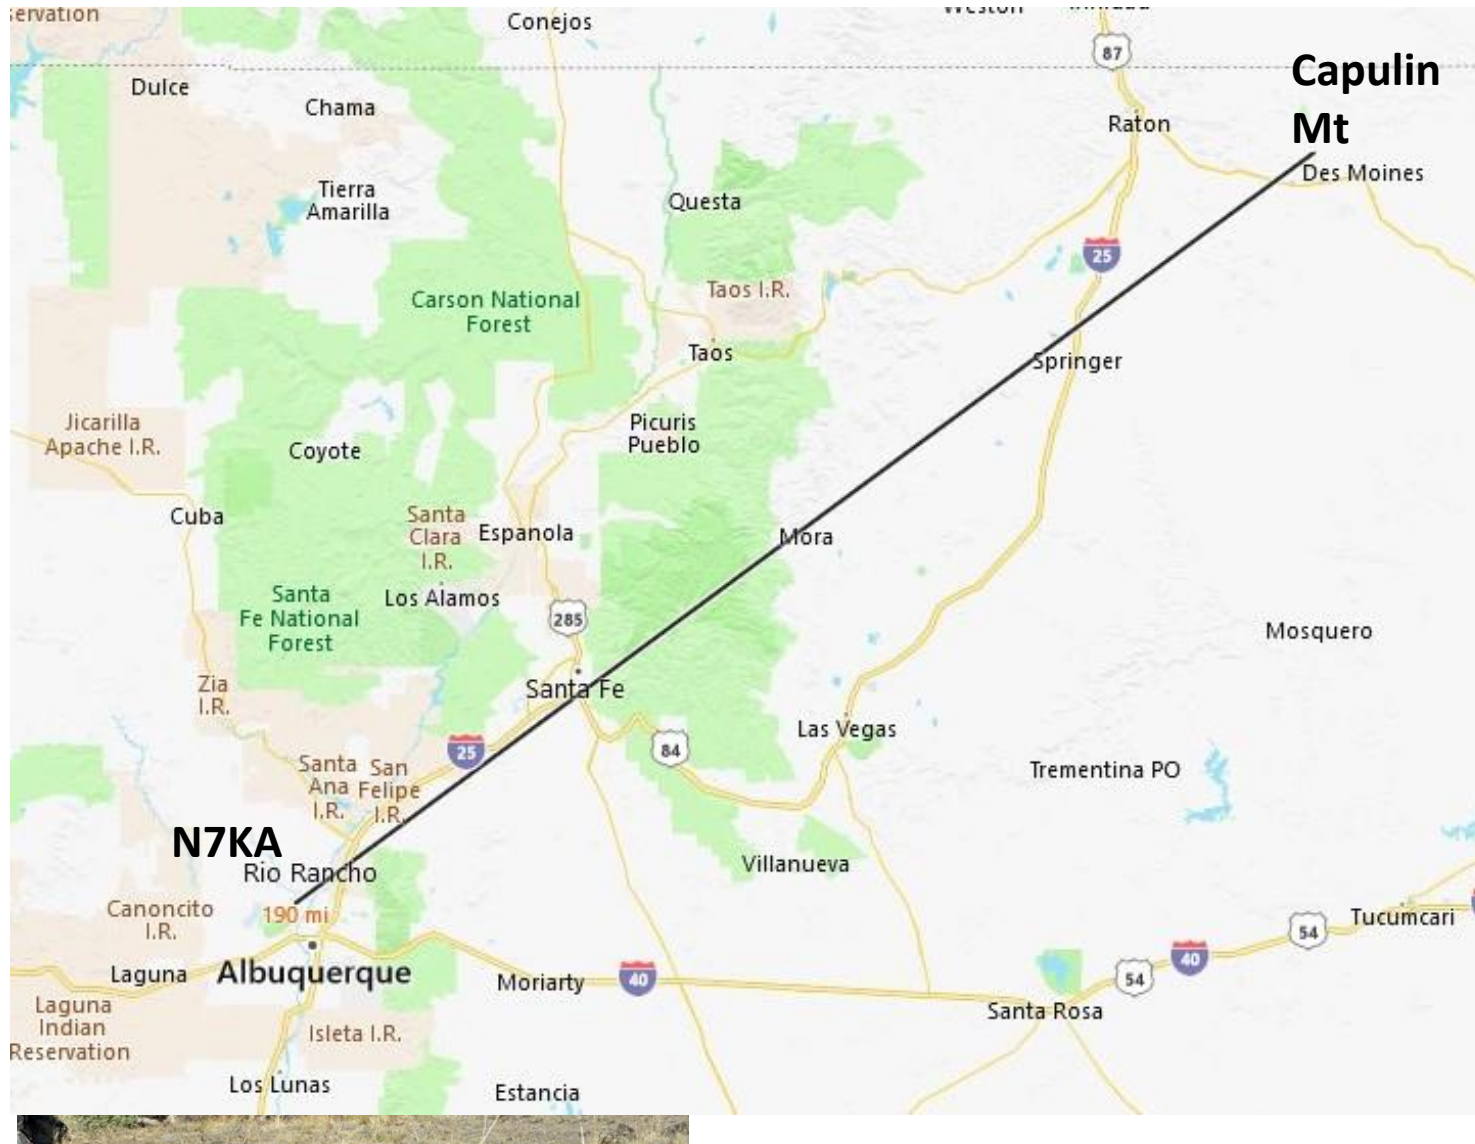 ervation
Conejos
87
Capulin
Mt
Dulce
Chama
Raton
Des Moines
Tierra
Amarilla
Questa
25
Carson National
Forest
Taos I.R.
Taos
Springer
Jicarilla
Apache I.R.
Picuris
Pueblo
Coyote
Cuba
Santa
Clara
I.R.
Espanola
Mora
Santa
Fe National
Forest
Los Alamos
285
Mosquero
Zia
I.R.
Santa Fe
Las Vegas
25
84
Santa
Ana
I.R.
San
Felipe
I.R.
Trementina PO
N7KA
Rio Rancho
Villanueva
190 mi
Canoncito
I.R.
Tucumcari
54
Laguna
Albuquerque
Moriarty
40
54
40
Santa Rosa
Laguna
Indian
Reservation
Isleta I.R.
Los Lunas
Estancia